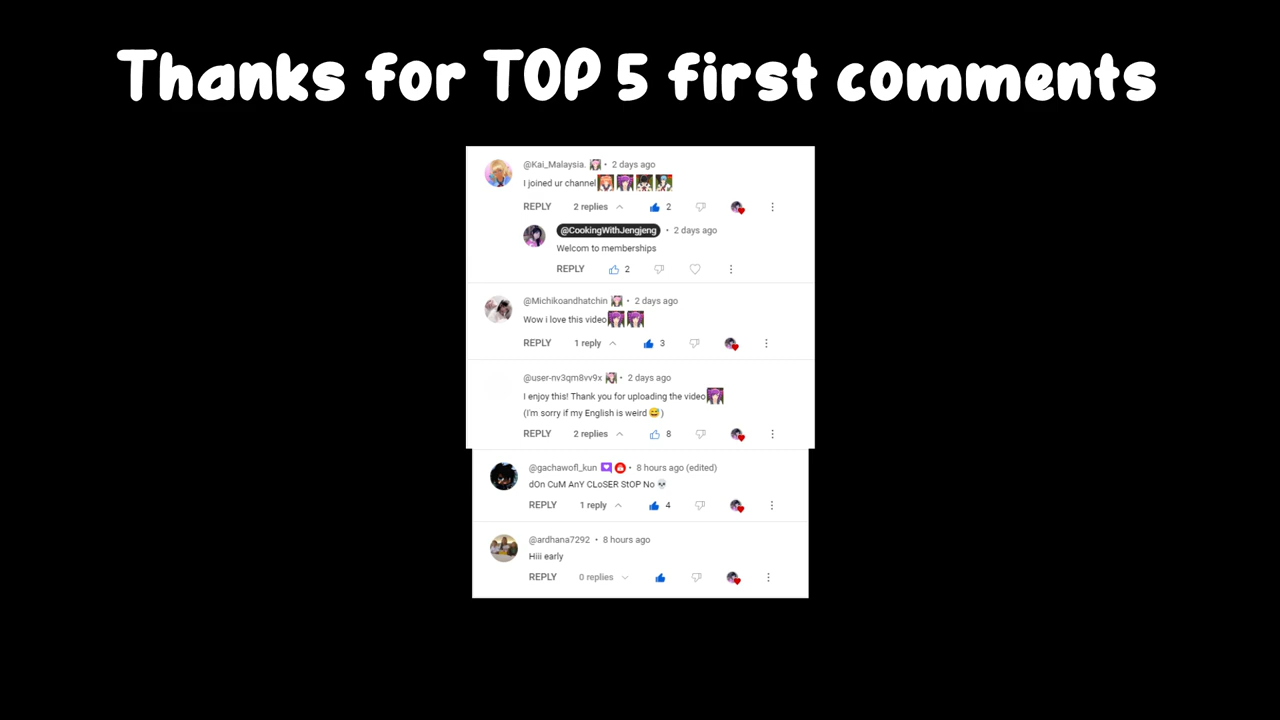 Thanks for TOP 5 first comments
@Kai_Malaysia. • 2 days ago
I joined ur channel
REPLY 2 replies 2
@CookingWithJengjeng • 2 days ago
Welcom to memberships
REPLY 2
@Michikoandhatchin • 2 days ago
Wow i love this video
REPLY 1 reply 3
@user-nv3qm8vv9x • 2 days ago
I enjoy this! Thank you for uploading the video
(I'm sorry if my English is weird😅)
REPLY 2 replies 8
@gachawofl_kun • 8 hours ago (edited)
dOn CuM AnY CLoSER StOP No 💀
REPLY 1 reply 4
@ardhana7292 • 8 hours ago
Hiii early
REPLY 0 replies